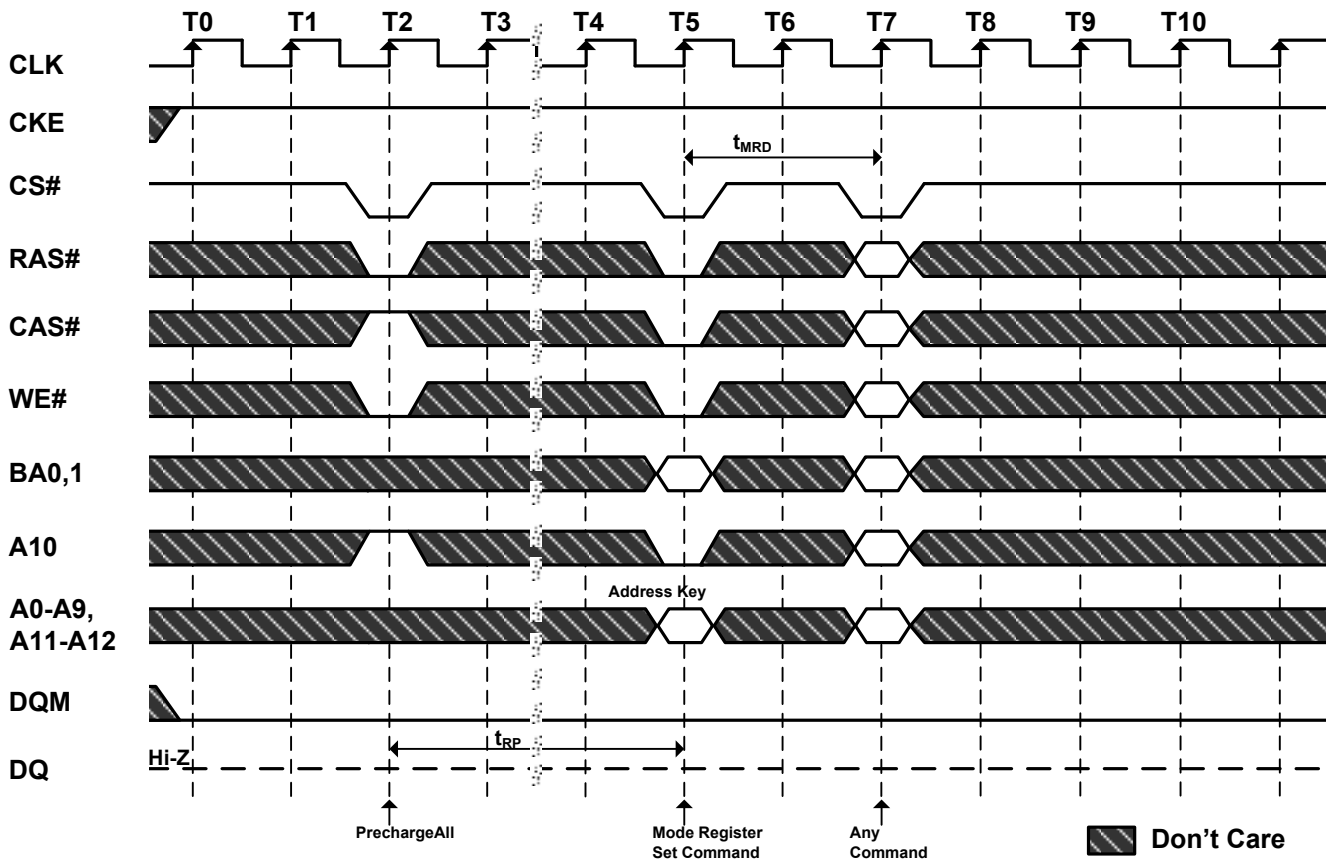 T0 T1 T2 T3 T4 T5 T6 T7 T8 T9 T10
CLK
CKE
tMRD
CS#
RAS#
CAS#
WE#
BA0,1
A10
Address Key
A0-A9,
A11-A12
DQM
tRP
Hi-Z
DQ
PrechargeAll
Mode Register
Set Command
Any
Command
Don't Care